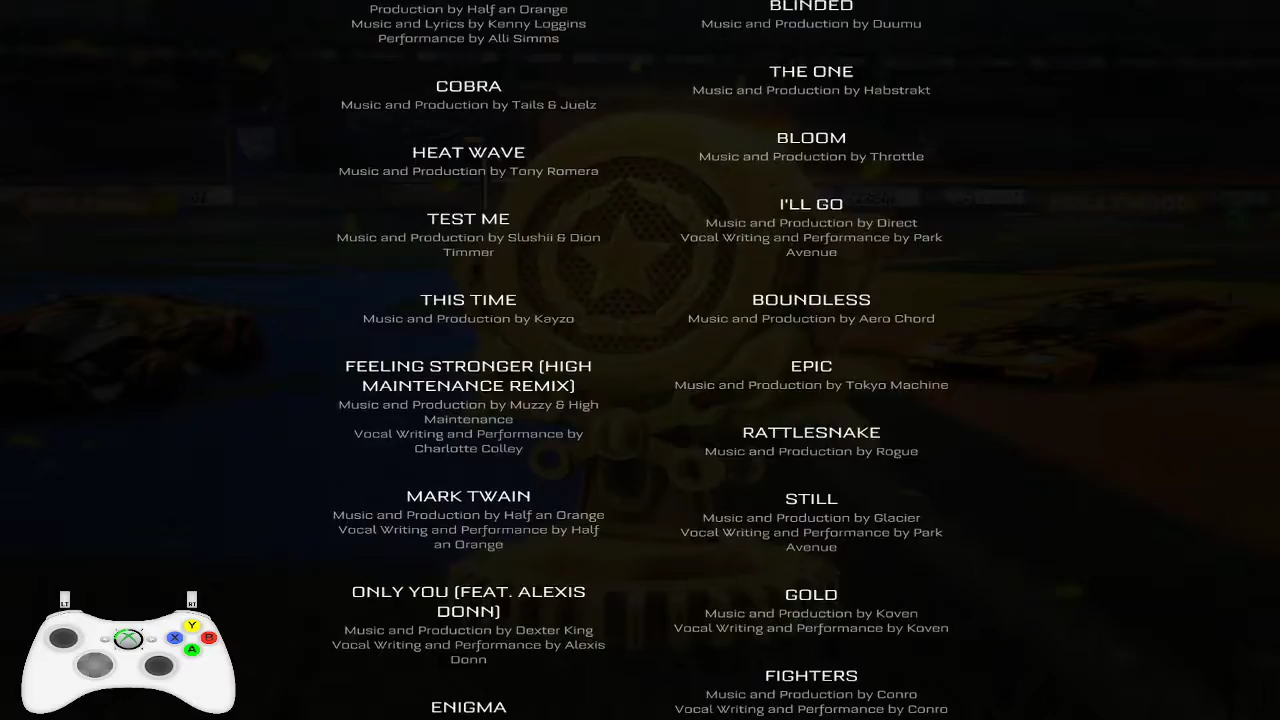 Production by Half an Orange
Music and Lyrics by Kenny Loggins
Performance by Alli Simms
COBRA
Music and Production by Tails & Juelz
HEAT WAVE
Music and Production by Tony Romera
TEST ME
Music and Production by Slushii & Dion
Timmer
THIS TIME
Music and Production by Kayzo
FEELING STRONGER (HIGH
MAINTENANCE REMIX)
Music and Production by Muzzy & High
Maintenance
Vocal Writing and Performance by
Charlotte Colley
MARK TWAIN
Music and Production by Half an Orange
Vocal Writing and Performance by Half
an Orange
ONLY YOU (FEAT. ALEXIS
DONN)
Music and Production by Dexter King
Vocal Writing and Performance by Alexis
Donn
ENIGMA
BLINDED
Music and Production by Duumu
THE ONE
Music and Production by Habstrakt
BLOOM
Music and Production by Throttle
I'LL GO
Music and Production by Direct
Vocal Writing and Performance by Park
Avenue
BOUNDLESS
Music and Production by Aero Chord
EPIC
Music and Production by Tokyo Machine
RATTLESNAKE
Music and Production by Rogue
STILL
Music and Production by Glacier
Vocal Writing and Performance by Park
Avenue
GOLD
Music and Production by Koven
Vocal Writing and Performance by Koven
FIGHTERS
Music and Production by Conro
Vocal Writing and Performance by Conro
LT
RT
Y
X
B
A